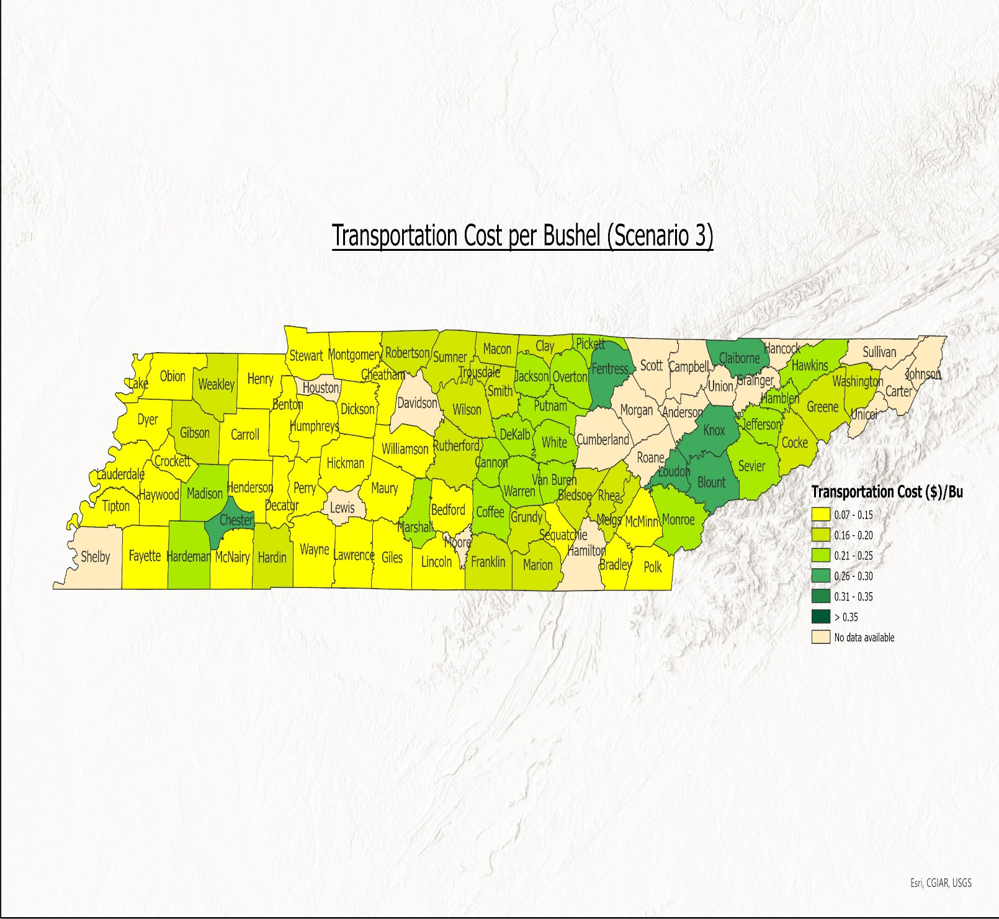 Transportation Cost per Bushel (Scenario 3)
Pickett
Clay
Macon
Robertson
Sumner
Stewart
Montgomery
Hancock
Sullivan
Claiborne
Hawkins
Scott
Campbell
Fentress
Trousdale
Cheatham
Jackson
Overton
Johnson
Lake
Obion
Weakley
Henry
Houston
Smith
Union
Grainger
Washington
Carter
Benton
Dickson
Davidson
Wilson
Putnam
Morgan
Anderson
Hamblen
Greene
Unicoi
Dyer
Gibson
Carroll
Humphreys
Williamson
Rutherford
DeKalb
White
Cumberland
Knox
Jefferson
Cocke
Crockett
Hickman
Cannon
Roane
Sevier
Lauderdale
Haywood
Madison
Henderson
Perry
Maury
Warren
Van Buren
Bledsoe
Rhea
Loudon
Blount
Tipton
Decatur
Lewis
Bedford
Coffee
Grundy
Chester
Marshall
Sequatchie
Meigs
McMinn
Monroe
Moore
Shelby
Fayette
Hardeman
McNairy
Hardin
Wayne
Lawrence
Giles
Lincoln
Franklin
Marion
Hamilton
Bradley
Polk
Transportation Cost ($)/Bu
0.07 - 0.15
0.16 - 0.20
0.21 - 0.25
0.26 - 0.30
0.31 - 0.35
> 0.35
No data available
Esri, CGIAR, USGS